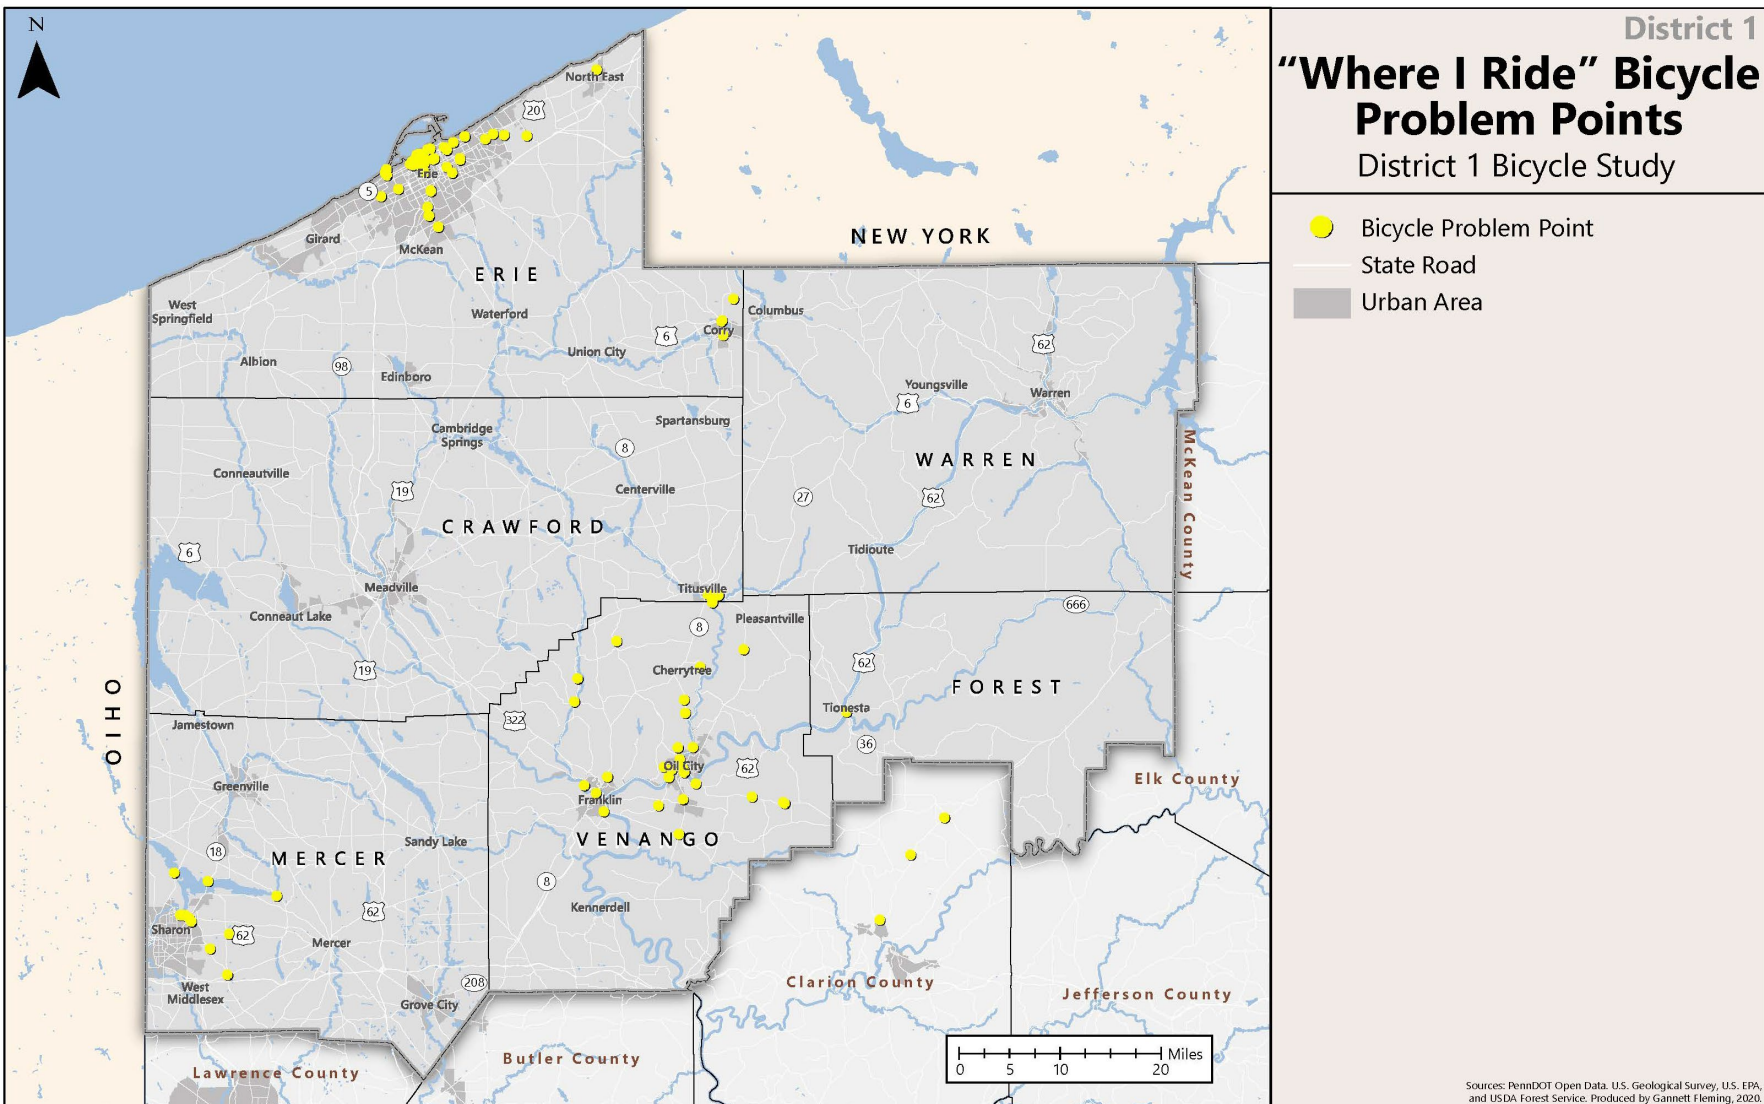 District 1
“Where I Ride” Bicycle
Problem Points
District 1 Bicycle Study
Bicycle Problem Point
State Road
Urban Area
N
North East
20
Erie
5
Girard
McKean
NEW YORK
ERIE
West
Springfield
Waterford
Columbus
6
Corry
Union City
62
Albion
98
Edinboro
Youngsville
Warren
6
Spartansburg
Cambridge
Springs
8
WARREN
McKean County
Conneautville
19
Centerville
27
62
CRAWFORD
6
Tidioute
Meadville
Titusville
Conneaut Lake
666
8
Pleasantville
19
Cherrytree
62
FOREST
OHIO
Jamestown
322
Tionesta
36
Oil City
62
Elk County
Greenville
Franklin
VENANGO
18
MERCER
Sandy Lake
8
62
Kennerdell
Sharon
62
Mercer
West
Middlesex
208
Grove City
Clarion County
Jefferson County
Butler County
Lawrence County
Miles
0 5 10 20
Sources: PennDOT Open Data. U.S. Geological Survey, U.S. EPA,
and USDA Forest Service. Produced by Gannett Fleming, 2020.